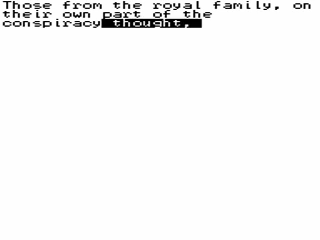 Those from the royal family, on
their own part of the
conspiracy thought,